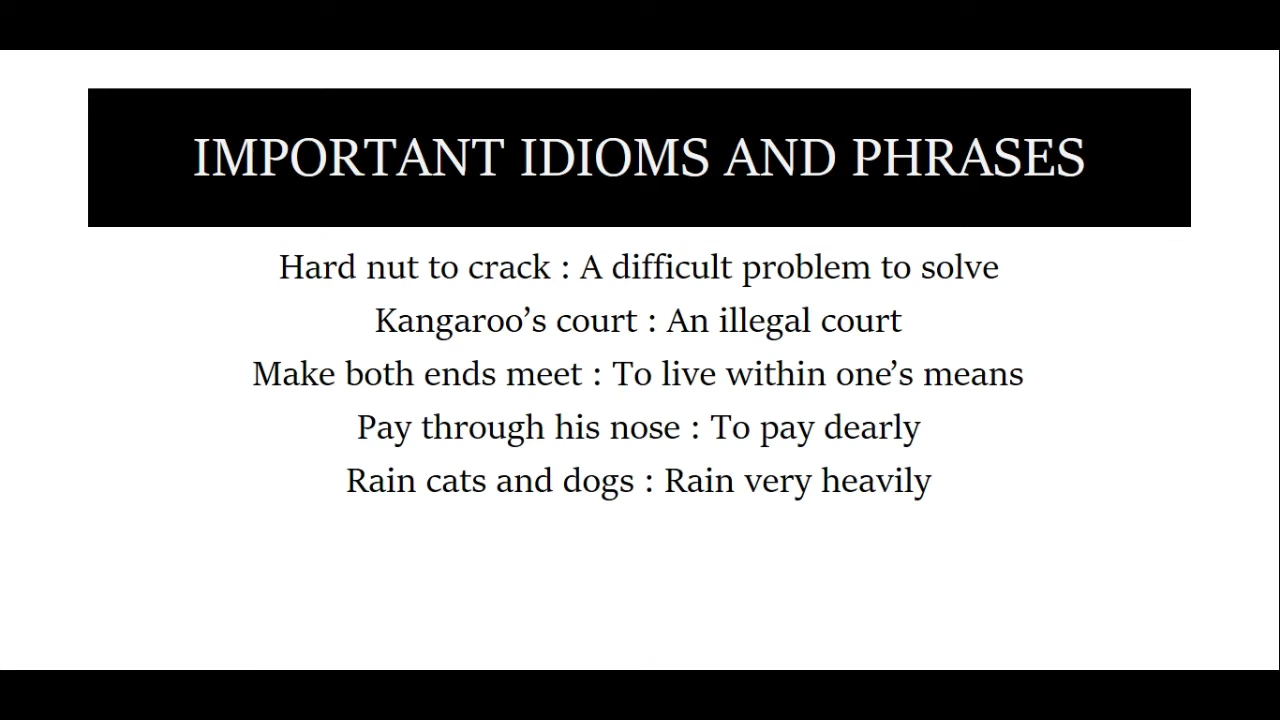 IMPORTANT IDIOMS AND PHRASES
Hard nut to crack : A difficult problem to solve
Kangaroo’s court : An illegal court
Make both ends meet : To live within one’s means
Pay through his nose : To pay dearly
Rain cats and dogs : Rain very heavily